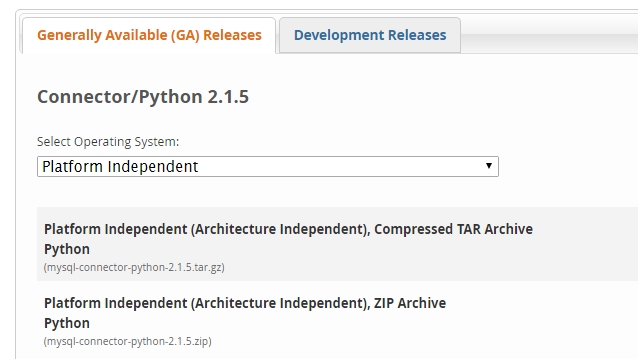 Generally Available (GA) Releases Development Releases
Connector/Python 2.1.5
Select Operating System:
Platform Independent
Platform Independent (Architecture Independent), Compressed TAR Archive
Python
(mysql-connector-python-2.1.5.tar.gz)
Platform Independent (Architecture Independent), ZIP Archive
Python
(mysql-connector-python-2.1.5.zip)